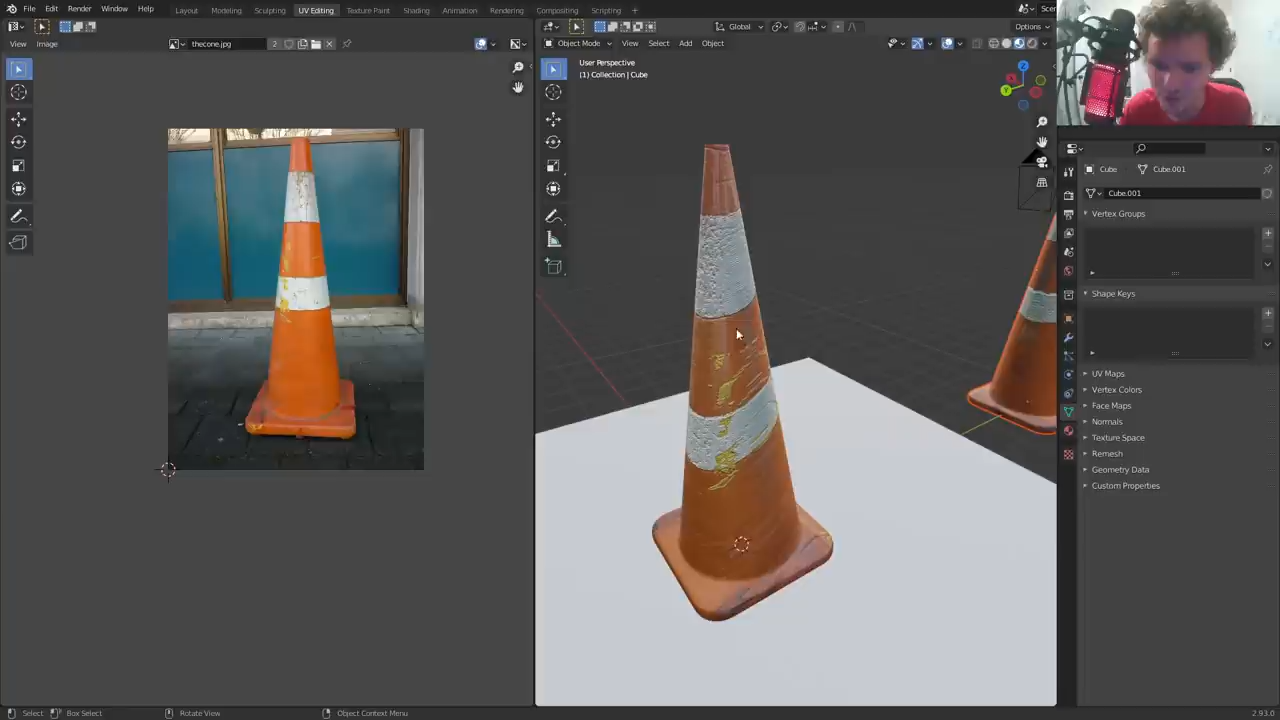 File Edit Render Window Help Layout Modeling Sculpting UV Editing Texture Paint Shading Animation Rendering Compositing Scripting + Scen
Global Options
View Image thecone.jpg 2 Object Mode View Select Add Object
User Perspective
(1) Collection | Cube
Z
Y
Cube Cube.001
Cube.001
Vertex Groups
Shape Keys
UV Maps
Vertex Colors
Face Maps
Normals
Texture Space
Remesh
Geometry Data
Custom Properties
Select Box Select Rotate View Object Context Menu 2.93.0